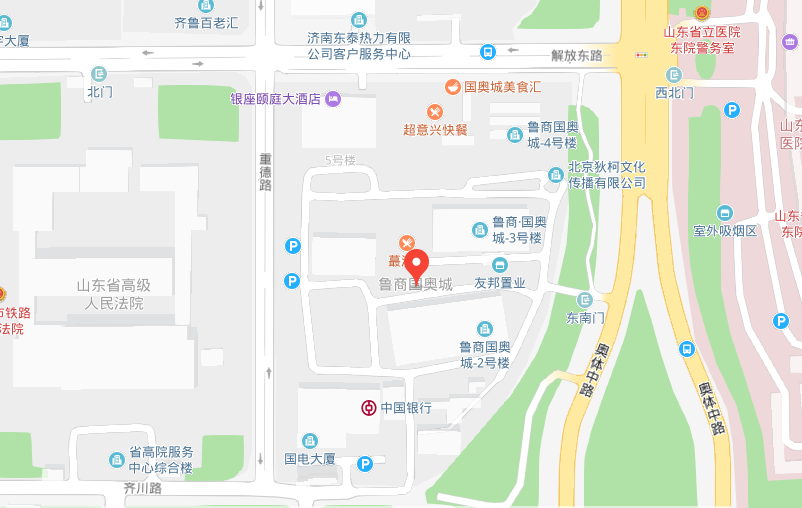 齐鲁百老汇
大厦
济南东泰热力有限
公司客户服务中心
山东省立医院
东院警务室
解放东路
北门
西北门
国奥城美食汇
银座颐庭大酒店
超意兴快餐
鲁商国奥
城-4号楼
山东
医院
5号楼
重德路
北京狄柯文化
传播有限公司
鲁商·国奥
城-3号楼
山东
东院
室外吸烟区
山东省高级
人民法院
鲁商国奥城
友邦置业
市铁路
法院
东南门
鲁商国奥
城-2号楼
奥体中路
奥体中路
中国银行
省高院服务
中心综合楼
国电大厦
齐川路
P
P
P
P
P